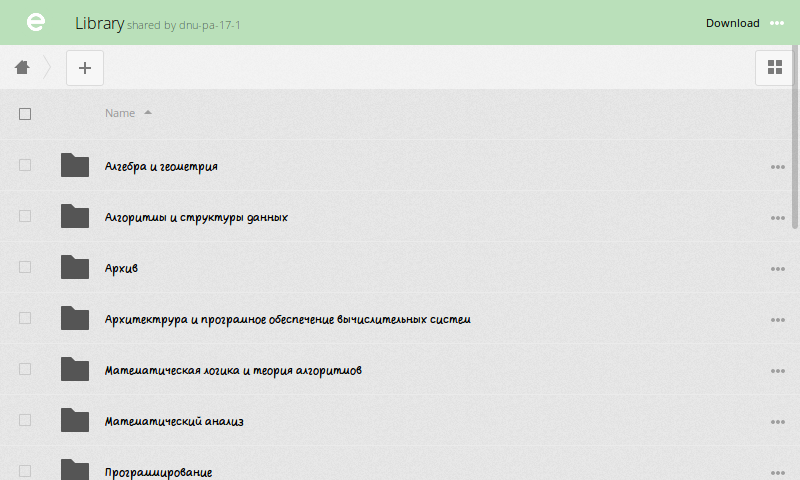 Library shared by dnu-pa-17-1
Download
Name
Алгебра и геометрия
Алгоритмы и структуры данных
Архив
Архитектрура и програмное обеспечение вычислительных систем
Математическая логика и теория алгоритмов
Математический анализ
Программирование